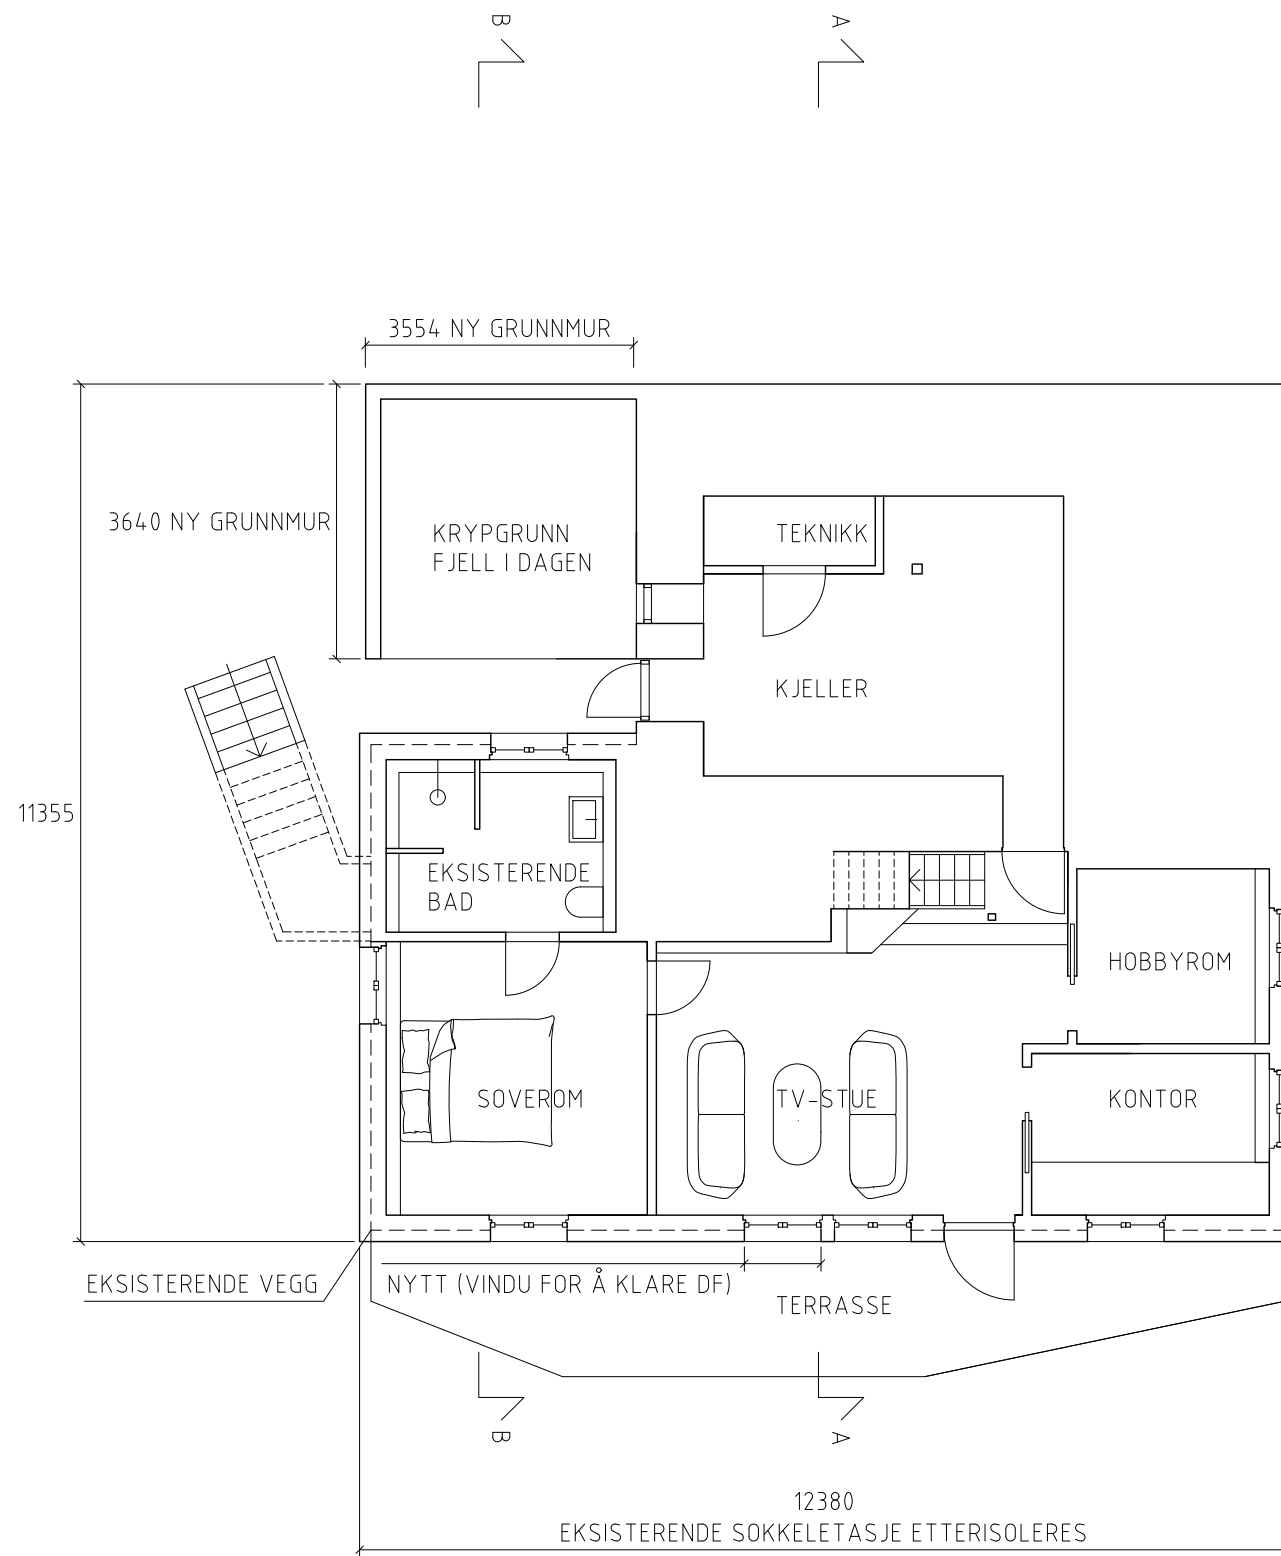 B
A
3554 NY GRUNNMUR
3640 NY GRUNNMUR
KRYPGRUNN
FJELL I DAGEN
TEKNIKK
KJELLER
11355
EKSISTERENDE
BAD
HOBBYROM
SOVEROM
TV-STUE
KONTOR
EKSISTERENDE VEGG
NYTT (VINDU FOR Å KLARE DF)
TERRASSE
B
A
12380
EKSISTERENDE SOKKELETASJE ETTERISOLERES